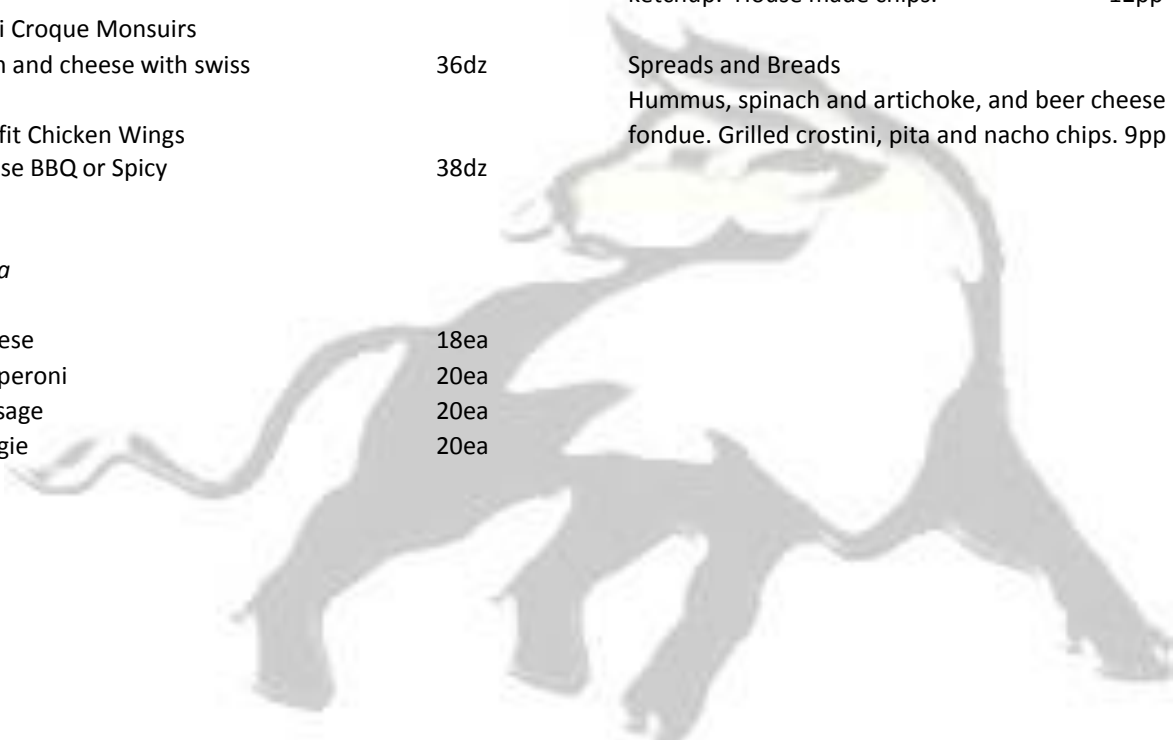 i Croque Monsuirs
n and cheese with swiss 36dz
fit Chicken Wings
se BBQ or Spicy 38dz
a
ese 18ea
peroni 20ea
sage 20ea
gie 20ea
ketchup. House made chips. 12pp
Spreads and Breads
Hummus, spinach and artichoke, and beer cheese
fondue. Grilled crostini, pita and nacho chips. 9pp